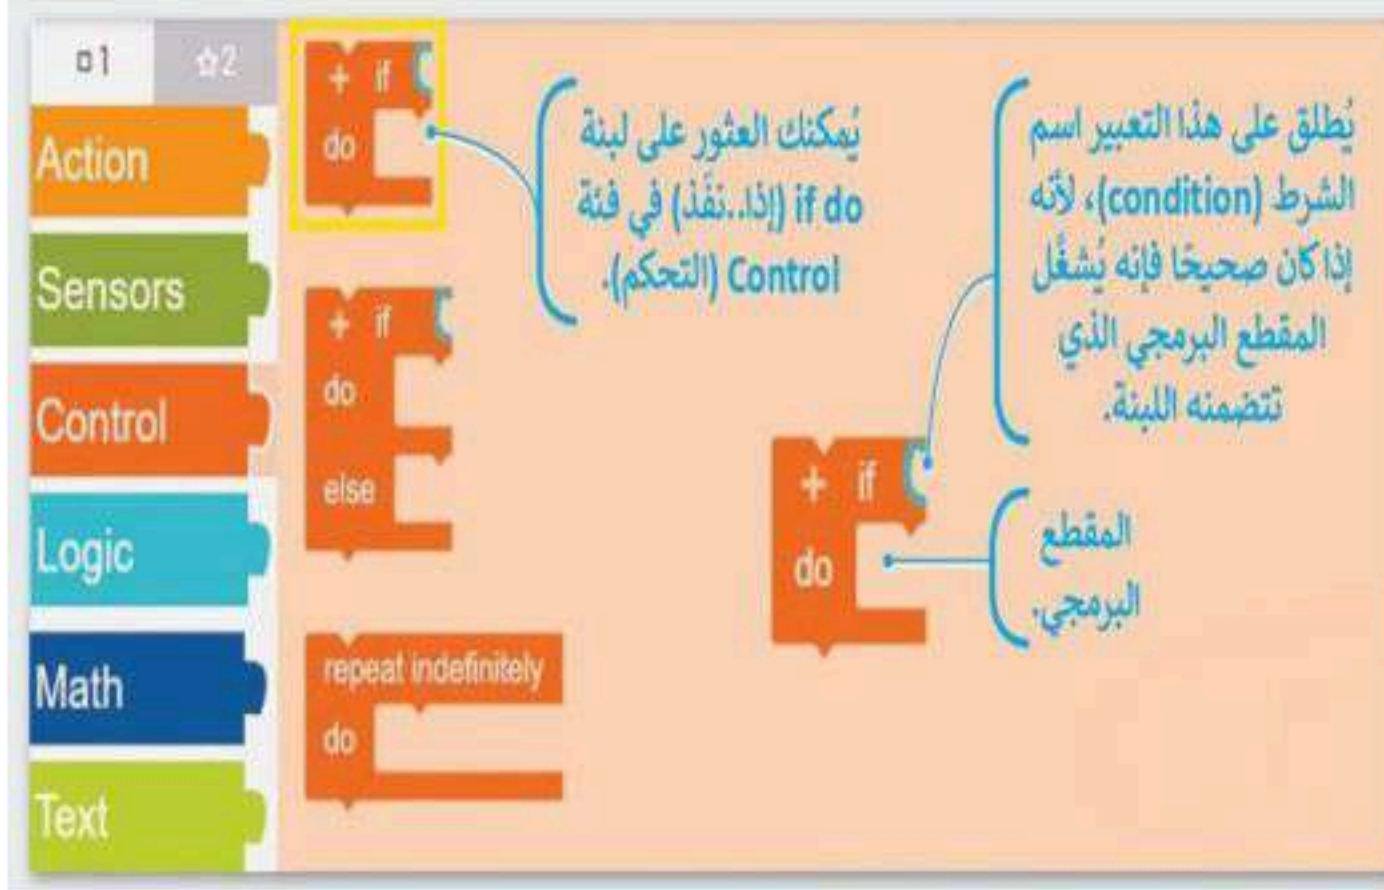 1
2
Action
Sensors
Control
Logic
Math
Text
+ if
do
+ if
do
else
repeat indefinitely
do
يُمكنك العثور على لبنة
if do (إذا..نفّذ) في فئة
Control (التحكم).
يُطلق على هذا التعبير اسم
الشرط (condition)، لأنه
إذا كان صحيحًا فإنه يُشغّل
المقطع البرمجي الذي
تتضمنه اللبنة.
+ if
do
المقطع
البرمجي.